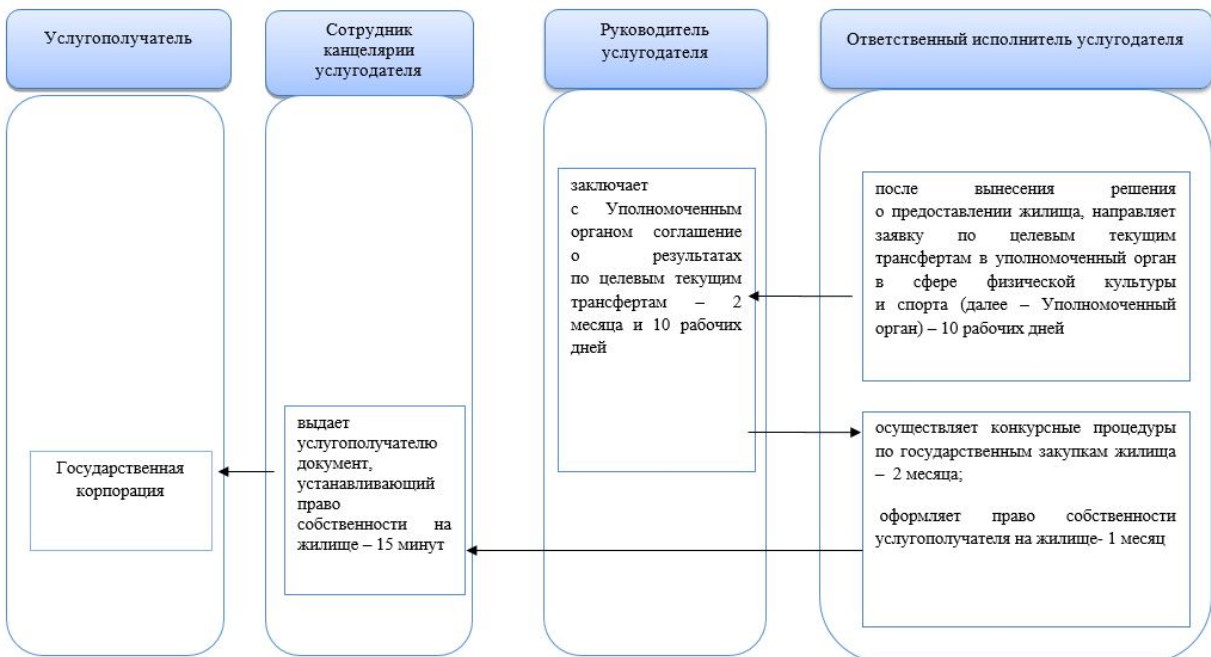 Услугополучатель
Сотрудник
канцелярии
услугодателя
Руководитель
услугодателя
Ответственный исполнитель услугодателя
заключает
с Уполномоченным
органом соглашение
о результатах
по целевым текущим
трансфертам – 2
месяца и 10 рабочих
дней
после вынесения решения
о предоставлении жилища, направляет
заявку по целевым текущим
трансфертам в уполномоченный орган
в сфере физической культуры
и спорта (далее – Уполномоченный
орган) – 10 рабочих дней
Государственная
корпорация
выдает
услугополучателю
документ,
устанавливающий
право
собственности на
жилище – 15 минут
осуществляет конкурсные процедуры
по государственным закупкам жилища
– 2 месяца;
оформляет право собственности
услугополучателя на жилище- 1 месяц